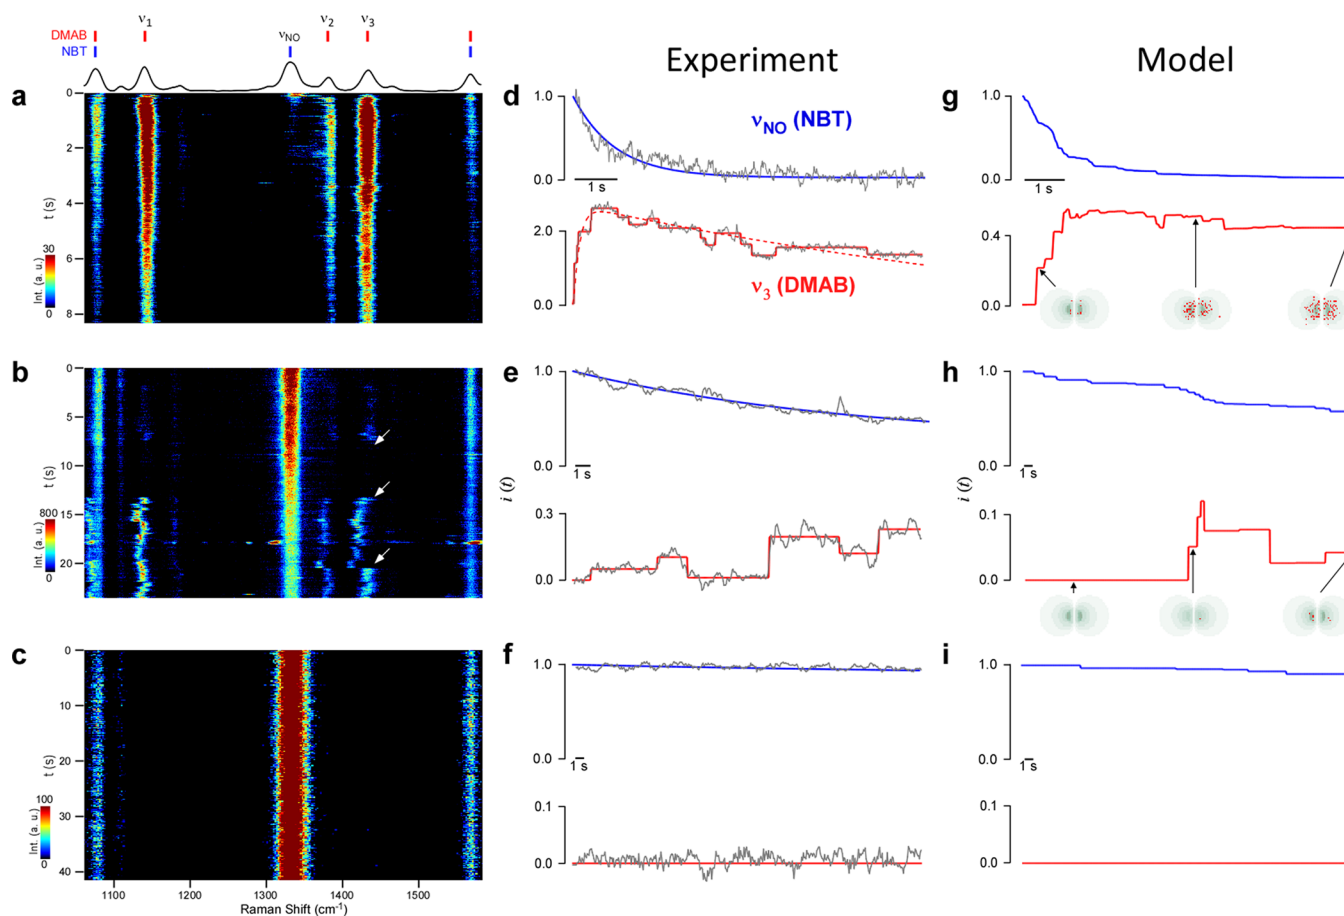 ν1 νNO ν2 ν3
DMAB
NBT
Experiment
Model
a
0
2
4
6
8
t (s)
30
0
Int. (a. u.)
d
1.0
0.0
νNO (NBT)
1 s
2.0
0.0
ν3 (DMAB)
g
1.0
0.0
1 s
0.4
0.0
b
0
5
10
15
20
t (s)
800
0
Int. (a. u.)
e
1.0
0.0
1 s
i (t)
0.3
0.0
h
1.0
0.0
1 s
0.1
0.0
c
0
10
20
30
40
t (s)
100
0
Int. (a. u.)
1100 1200 1300 1400 1500
Raman Shift (cm-1)
f
1.0
0.0
1 s
0.1
0.0
i
1.0
0.0
1 s
0.1
0.0